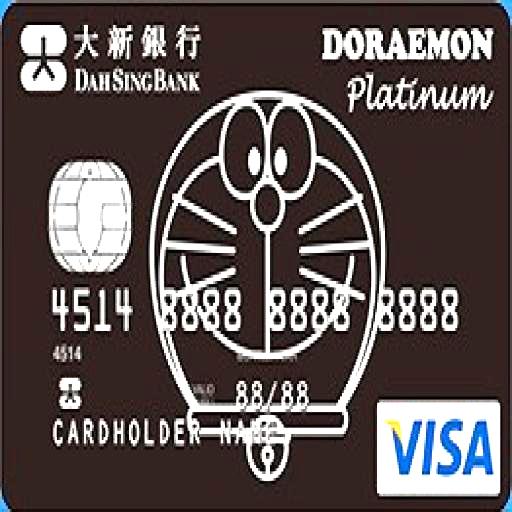 大新銀行
DAH SING BANK
DORAEMON
Platinum
4514 8888 8888 8888
4514
88/88
CARDHOLDER NAME
VISA